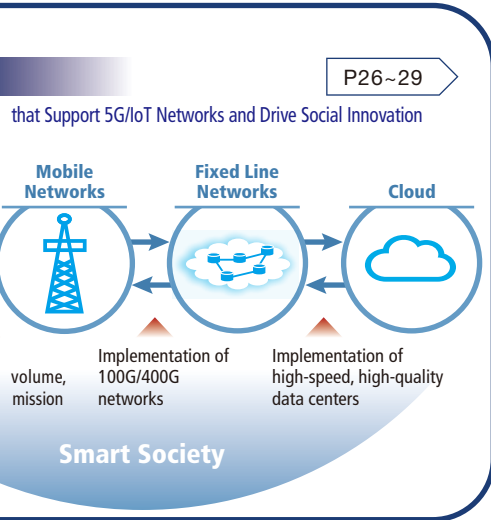 P26~29
that Support 5G/IoT Networks and Drive Social Innovation
Mobile
Networks
Fixed Line
Networks
Cloud
volume,
mission
Implementation of
100G/400G
networks
Implementation of
high-speed, high-quality
data centers
Smart Society